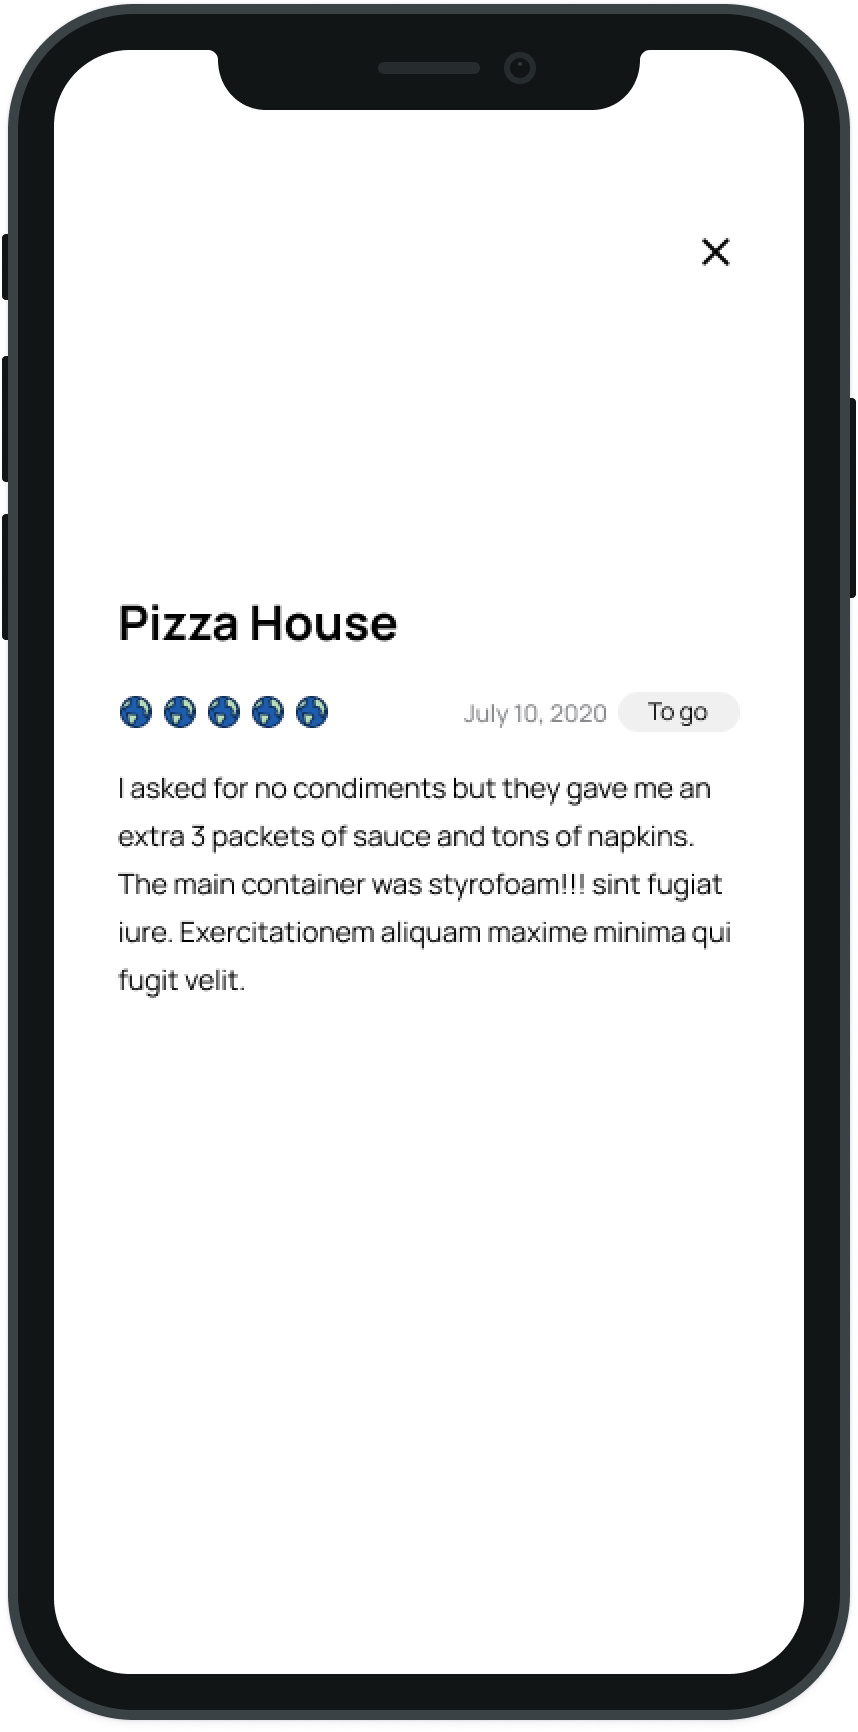 Pizza House
July 10, 2020 To go
I asked for no condiments but they gave me an
extra 3 packets of sauce and tons of napkins.
The main container was styrofoam!!! sint fugiat
iure. Exercitationem aliquam maxime minima qui
fugit velit.